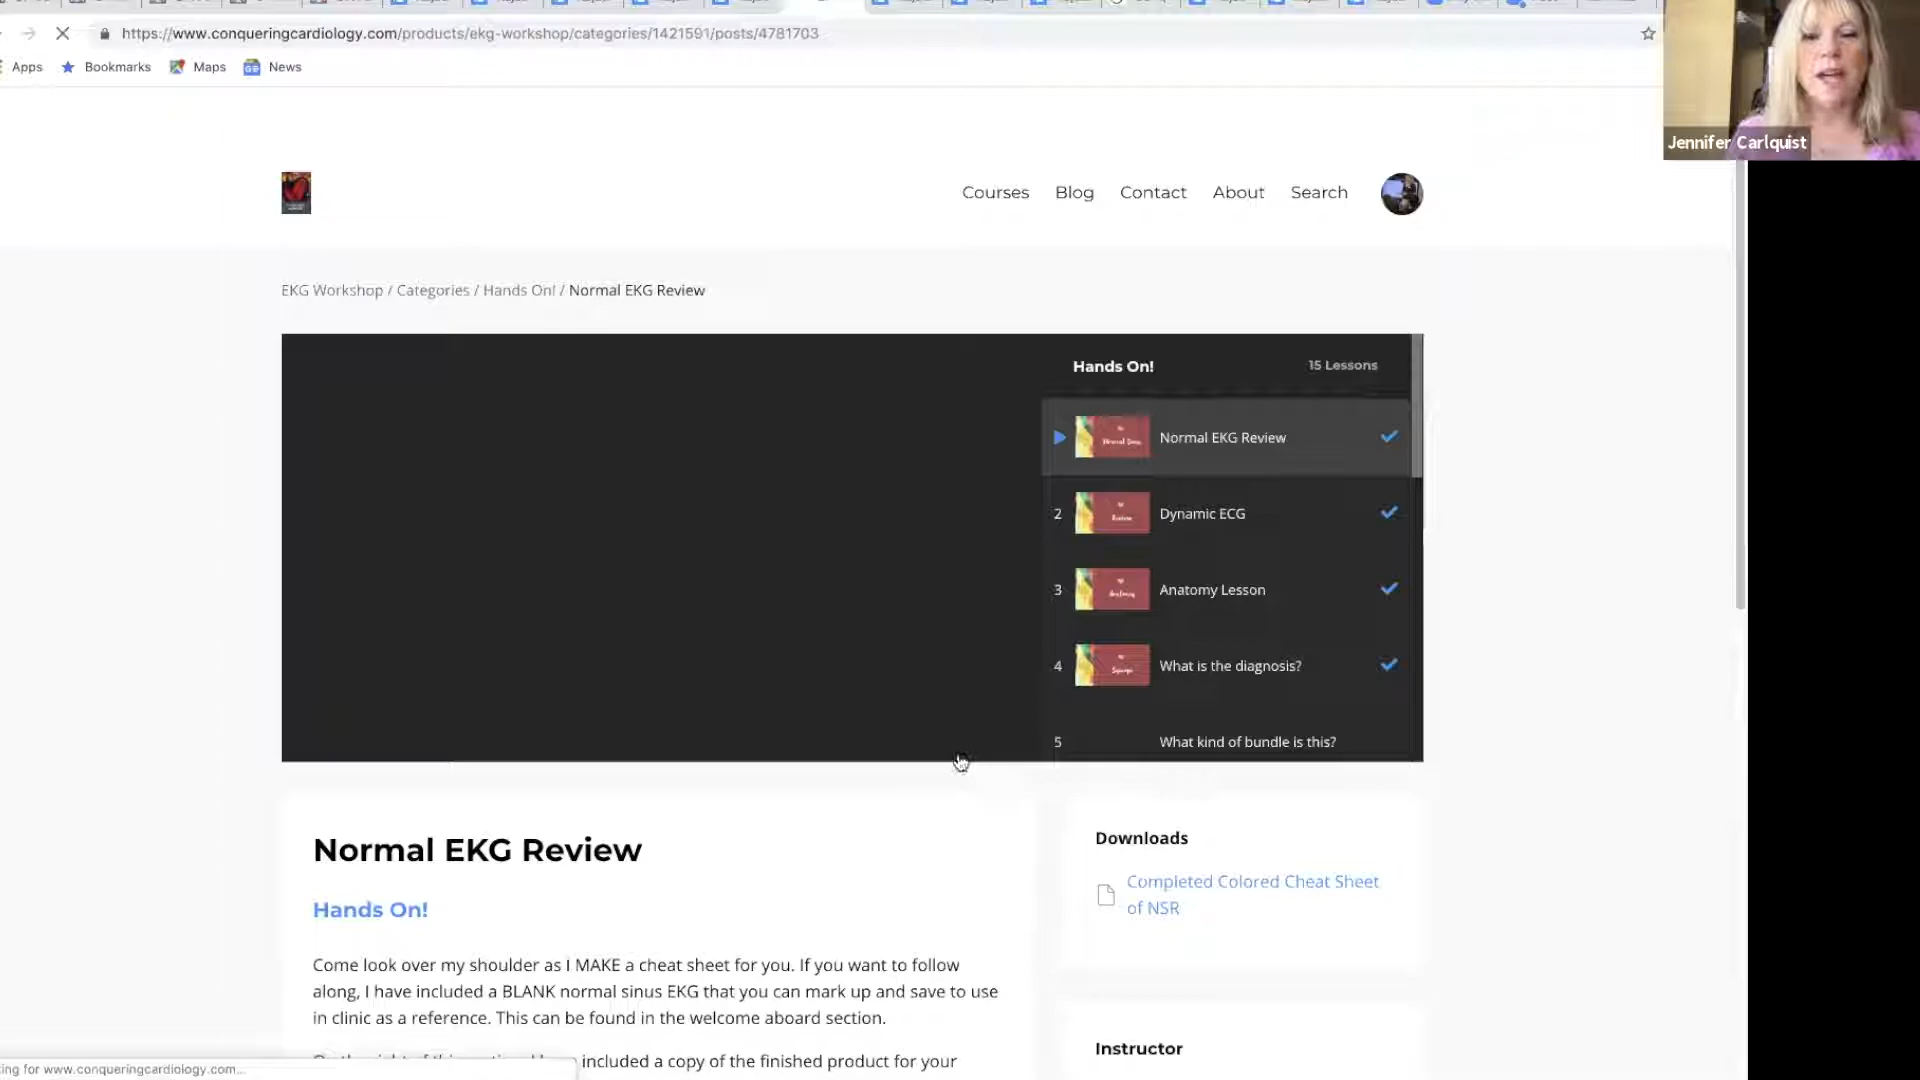 https://www.conqueringcardiology.com/products/ekg-workshop/categories/1421591/posts/4781703
Apps Bookmarks Maps News
Jennifer Carlquist
Courses Blog Contact About Search
EKG Workshop / Categories / Hands On! / Normal EKG Review
Hands On! 15 Lessons
Normal EKG Review
2 Dynamic ECG
3 Anatomy Lesson
4 What is the diagnosis?
5 What kind of bundle is this?
Normal EKG Review
Hands On!
Come look over my shoulder as I MAKE a cheat sheet for you. If you want to follow
along, I have included a BLANK normal sinus EKG that you can mark up and save to use
in clinic as a reference. This can be found in the welcome aboard section.
included a copy of the finished product for your
Downloads
Completed Colored Cheat Sheet
of NSR
Instructor
ing for www.conqueringcardiology.com...